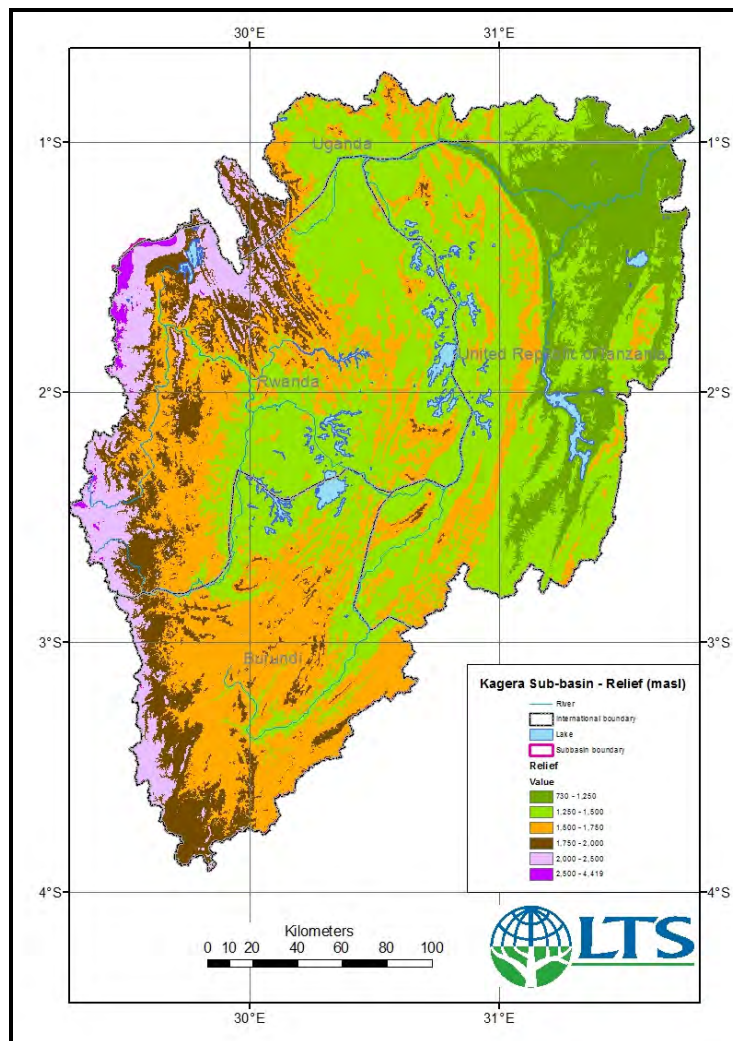 30°E 31°E
1°S 1°S
Uganda
United Republic of Tanzania
2°S 2°S
Rwanda
3°S 3°S
Burundi
Kagera Sub-basin - Relief (masl)
River
International boundary
Lake
Subbasin boundary
Relief
Value
730 - 1,250
1,250 - 1,500
1,500 - 1,750
1,750 - 2,000
2,000 - 2,500
2,500 - 4,419
4°S 4°S
Kilometers
0 10 20 40 60 80 100
LTS
30°E 31°E